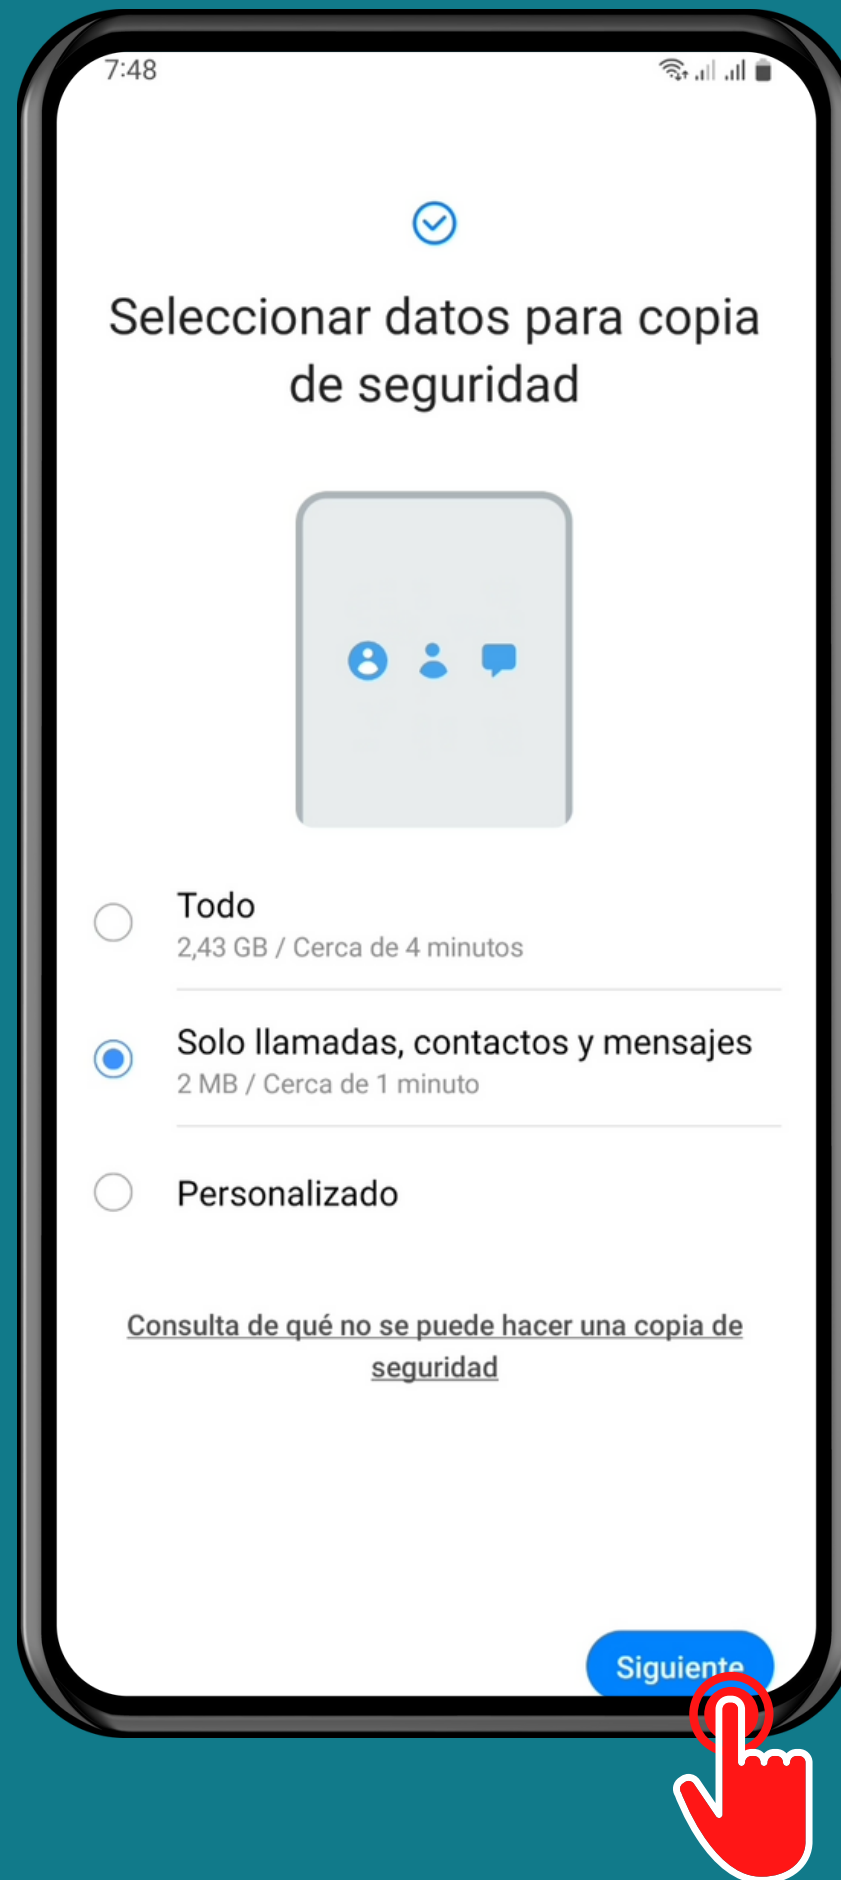 7:48
Seleccionar datos para copia
de seguridad
Todo
2,43 GB / Cerca de 4 minutos
Solo llamadas, contactos y mensajes
2 MB / Cerca de 1 minuto
Personalizado
Consulta de qué no se puede hacer una copia de
seguridad
Siguiente